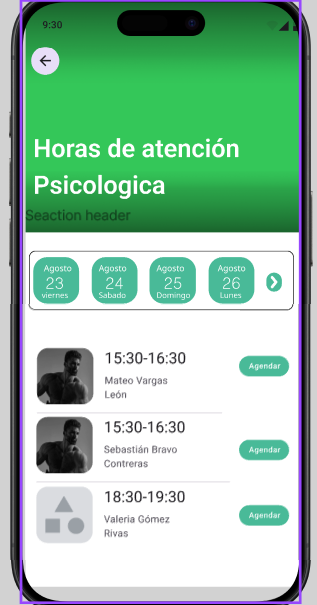 9:30
Horas de atención
Psicologica
Seaction header
Agosto
23
viernes
Agosto
24
Sabado
Agosto
25
Domingo
Agosto
26
Lunes
15:30-16:30
Mateo Vargas
León
Agendar
15:30-16:30
Sebastián Bravo
Contreras
Agendar
18:30-19:30
Valeria Gómez
Rivas
Agendar